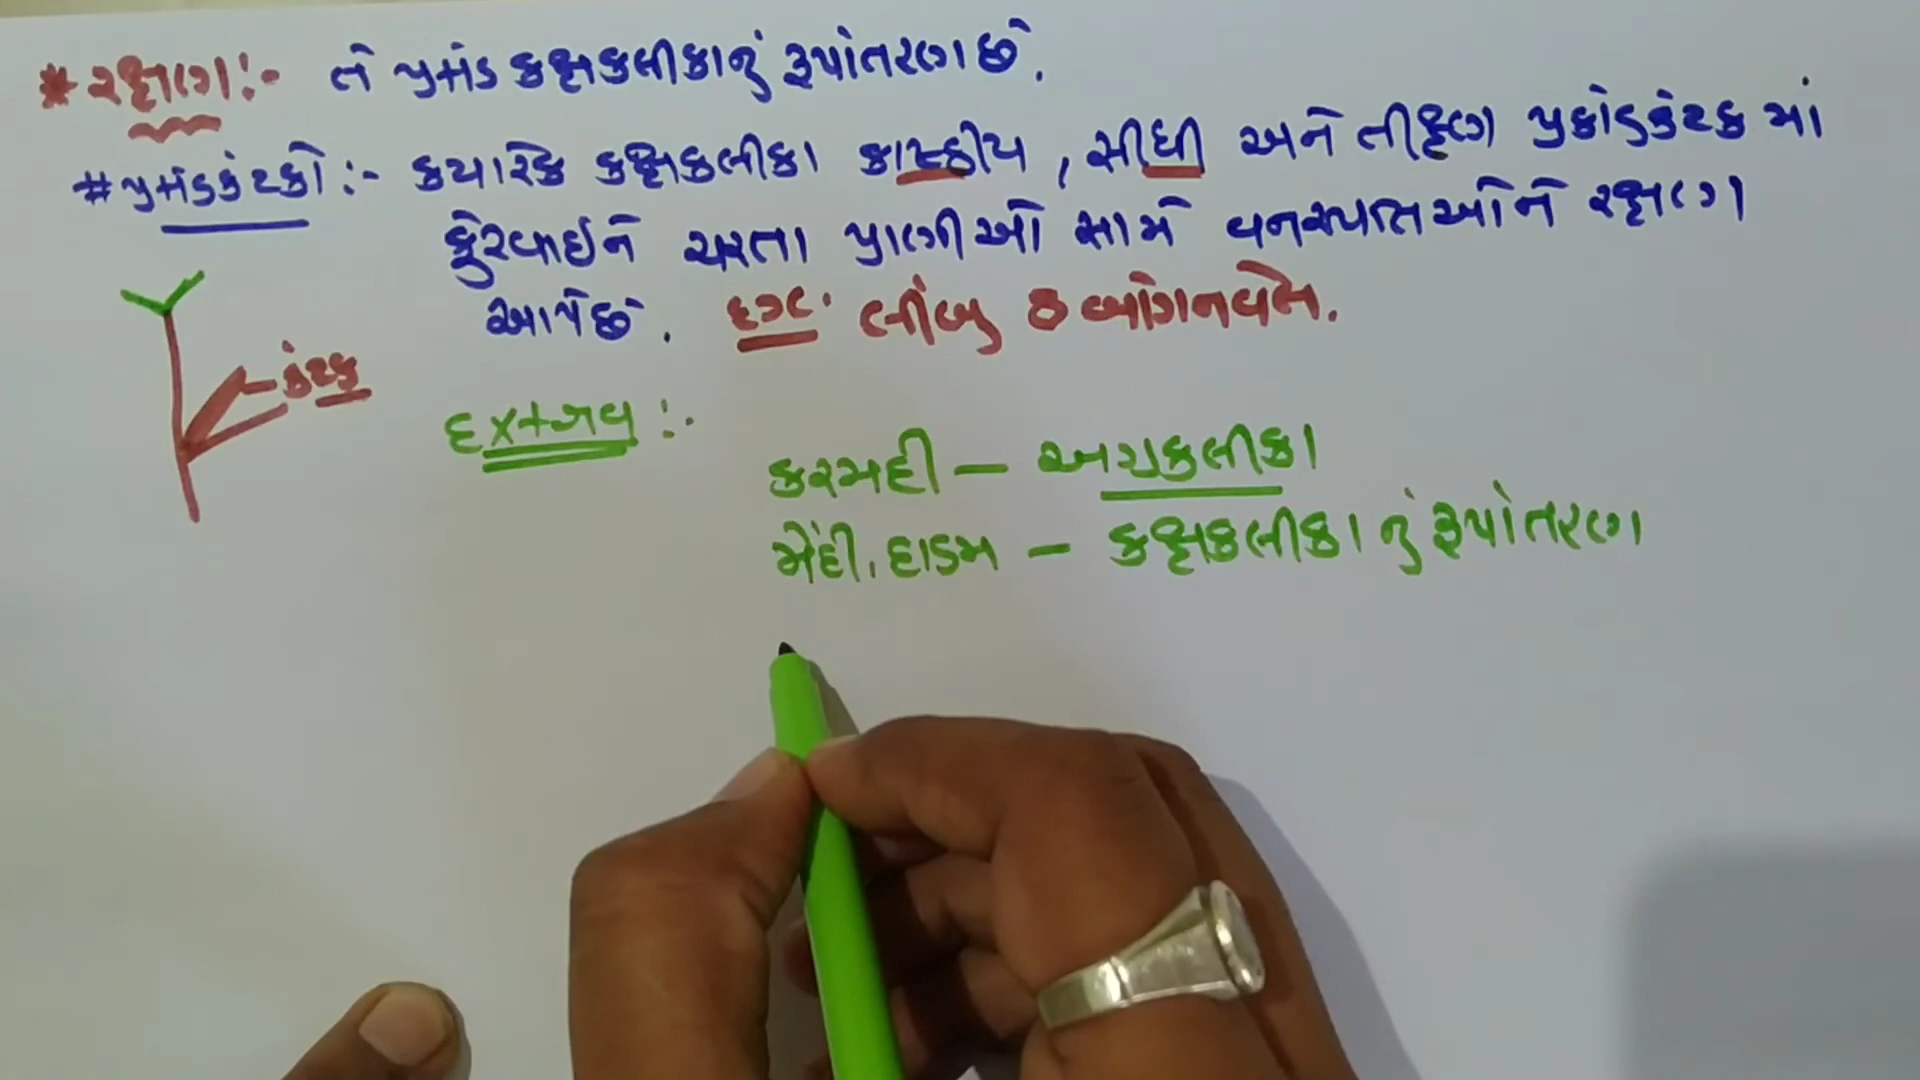 * રક્ષણ :- તે પ્રકાંડ કક્ષકલીકાનું રૂપાંતરણ છે.
# પ્રકાંડકંટકો :- કયારેક કક્ષકલીકા કાષ્ઠીય, સીધી અને તીક્ષ્ણ પ્રકાંડકંટક માં
ફેરવાઇને ચરતા પ્રાણીઓ સામે વનસ્પતિઓને રક્ષણ
આપે છે. દા.ત. લીંબુ & બોગનવેલ.
કંટક
Extra :-
કરમદી – અગ્રકલીકા
મેંદી, દાડમ – કક્ષકલીકાનું રૂપાંતરણ